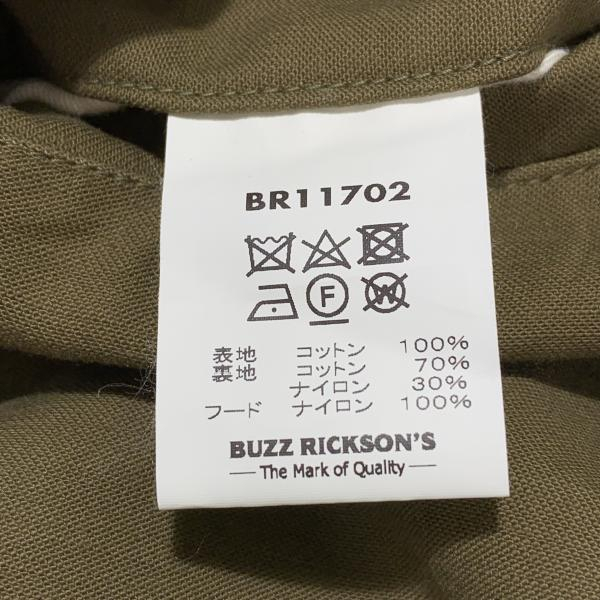 BR11702
F W
表地 コットン 100%
裏地 コットン 70%
ナイロン 30%
フード ナイロン 100%
BUZZ RICKSON'S
The Mark of Quality